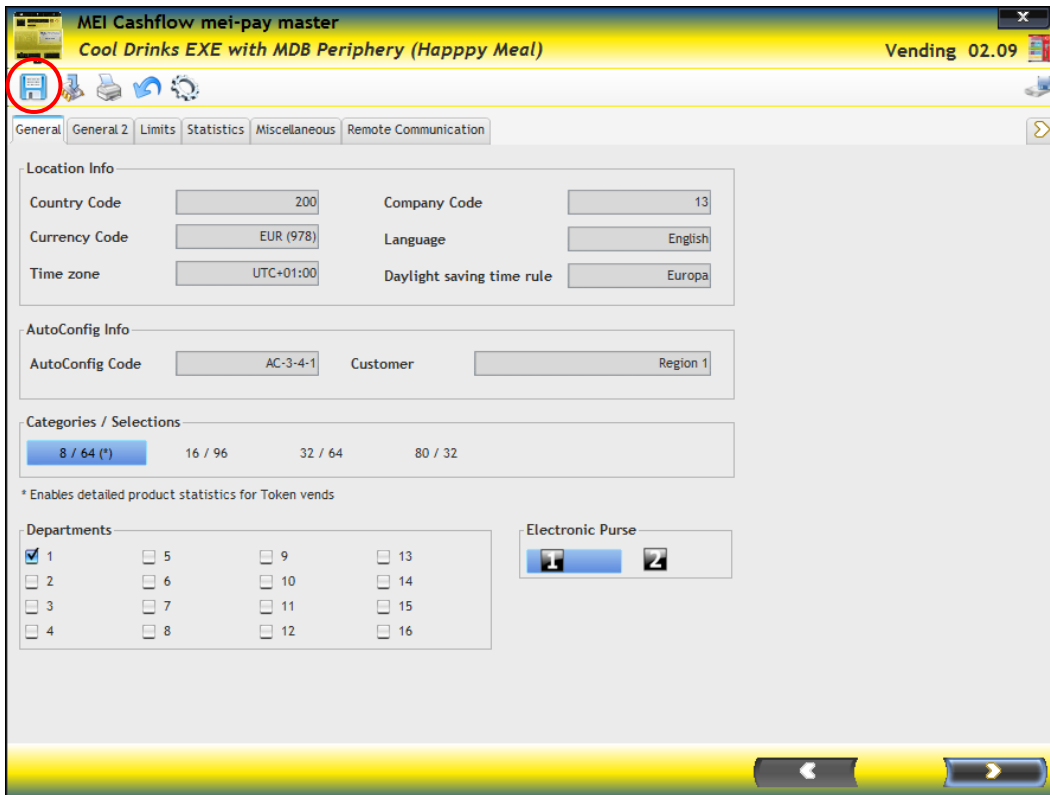 MEI Cashflow mei-pay master
X
Cool Drinks EXE with MDB Periphery (Happpy Meal)
Vending 02.09
General General 2 Limits Statistics Miscellaneous Remote Communication
Location Info
Country Code 200 Company Code 13
Currency Code EUR (978) Language English
Time zone UTC+01:00 Daylight saving time rule Europa
AutoConfig Info
AutoConfig Code AC-3-4-1 Customer Region 1
Categories / Selections
8 / 64 (*) 16 / 96 32 / 64 80 / 32
* Enables detailed product statistics for Token vends
Departments
Electronic Purse
1 5 9 13
1 2
2 6 10 14
3 7 11 15
4 8 12 16